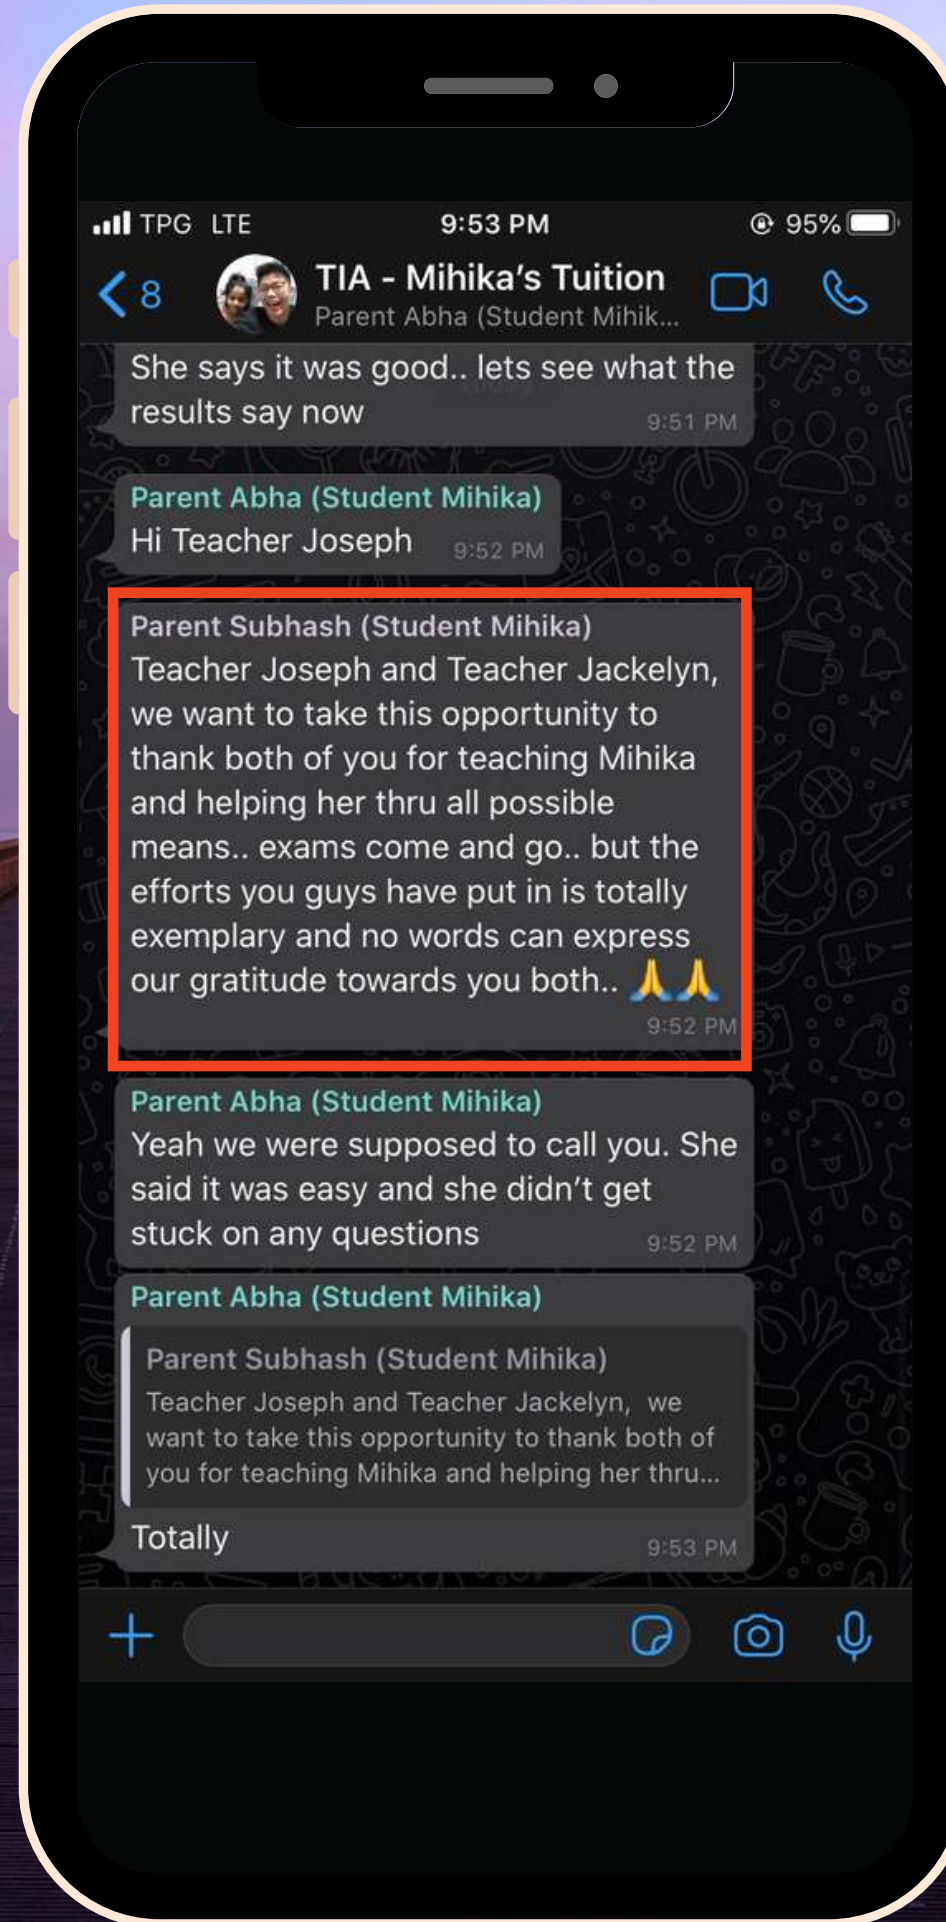 TPG LTE 9:53 PM 95%
8 TIA - Mihika's Tuition
Parent Abha (Student Mihik...
She says it was good.. lets see what the
results say now 9:51 PM
Parent Abha (Student Mihika)
Hi Teacher Joseph 9:52 PM
Parent Subhash (Student Mihika)
Teacher Joseph and Teacher Jackelyn,
we want to take this opportunity to
thank both of you for teaching Mihika
and helping her thru all possible
means.. exams come and go.. but the
efforts you guys have put in is totally
exemplary and no words can express
our gratitude towards you both.. 🙏🙏
9:52 PM
Parent Abha (Student Mihika)
Yeah we were supposed to call you. She
said it was easy and she didn't get
stuck on any questions 9:52 PM
Parent Abha (Student Mihika)
Parent Subhash (Student Mihika)
Teacher Joseph and Teacher Jackelyn, we
want to take this opportunity to thank both of
you for teaching Mihika and helping her thru...
Totally 9:53 PM